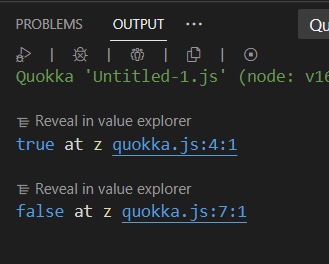 PROBLEMS OUTPUT ··· Qu
Quokka 'Untitled-1.js' (node: v16
Reveal in value explorer
true at z quokka.js:4:1
Reveal in value explorer
false at z quokka.js:7:1